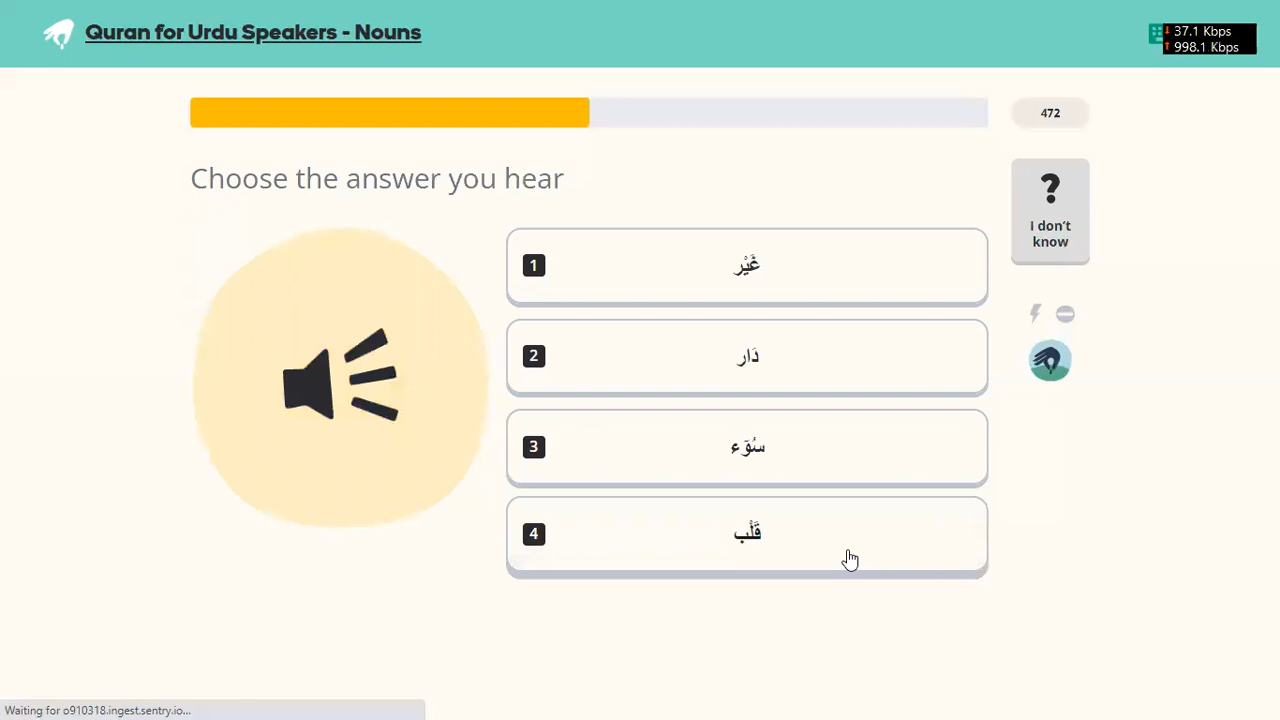 Quran for Urdu Speakers - Nouns
37.1 Kbps
998.1 Kbps
472
Choose the answer you hear
?
I don't
know
1
غَيْر
2
دَار
3
سُوٓء
4
قَلْب
Waiting for o910318.ingest.sentry.io...